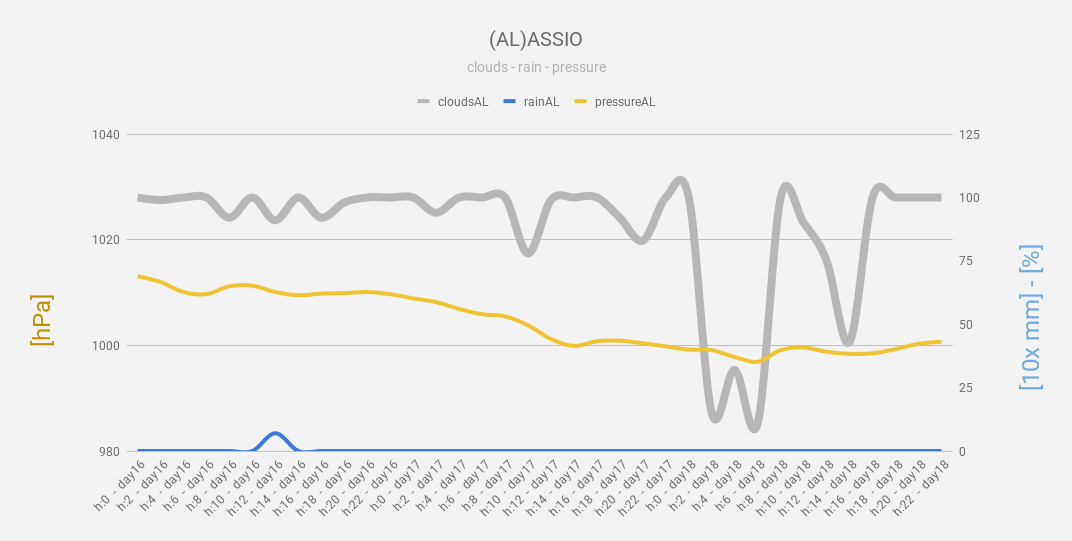 (AL)ASSIO
clouds - rain - pressure
cloudsAL rainAL pressureAL
1040
1020
1000
980
[hPa]
125
100
75
50
25
0
[10x mm] - [%]
h:0 - day16
h:2 - day16
h:4 - day16
h:6 - day16
h:8 - day16
h:10 - day16
h:12 - day16
h:14 - day16
h:16 - day16
h:18 - day16
h:20 - day16
h:22 - day16
h:0 - day17
h:2 - day17
h:4 - day17
h:6 - day17
h:8 - day17
h:10 - day17
h:12 - day17
h:14 - day17
h:16 - day17
h:18 - day17
h:20 - day17
h:22 - day17
h:0 - day18
h:2 - day18
h:4 - day18
h:6 - day18
h:8 - day18
h:10 - day18
h:12 - day18
h:14 - day18
h:16 - day18
h:18 - day18
h:20 - day18
h:22 - day18